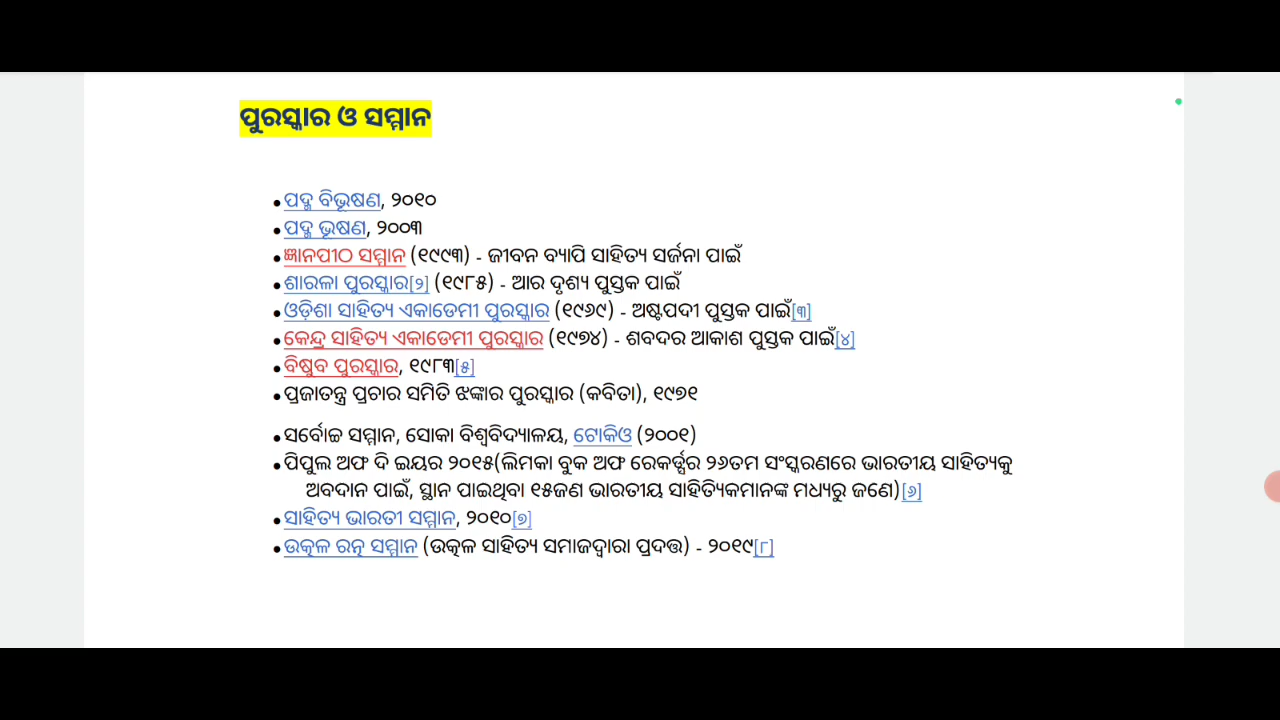 ପୁରସ୍କାର ଓ ସମ୍ମାନ
• ପଦ୍ମ ବିଭୂଷଣ, ୨୦୧୦
• ପଦ୍ମ ଭୂଷଣ, ୨୦୦୩
• ଜ୍ଞାନପୀଠ ସମ୍ମାନ (୧୯୯୩) - ଜୀବନ ବ୍ୟାପି ସାହିତ୍ୟ ସର୍ଜନା ପାଇଁ
• ଶାରଳା ପୁରସ୍କାର[୨] (୧୯୮୫) - ଆର ଦୃଶ୍ୟ ପୁସ୍ତକ ପାଇଁ
• ଓଡ଼ିଶା ସାହିତ୍ୟ ଏକାଡେମୀ ପୁରସ୍କାର (୧୯୬୯) - ଅଷ୍ଟପଦୀ ପୁସ୍ତକ ପାଇଁ[୩]
• କେନ୍ଦ୍ର ସାହିତ୍ୟ ଏକାଡେମୀ ପୁରସ୍କାର (୧୯୭୪) - ଶବଦର ଆକାଶ ପୁସ୍ତକ ପାଇଁ[୪]
• ବିଷୁବ ପୁରସ୍କାର, ୧୯୮୩[୫]
• ପ୍ରଜାତନ୍ତ୍ର ପ୍ରଚାର ସମିତି ଝଙ୍କାର ପୁରସ୍କାର (କବିତା), ୧୯୭୧
• ସର୍ବୋଚ୍ଚ ସମ୍ମାନ, ସୋକା ବିଶ୍ୱବିଦ୍ୟାଳୟ, ଟୋକିଓ (୨୦୦୧)
• ପିପୁଲ ଅଫ ଦି ଇୟର ୨୦୧୫(ଲିମକା ବୁକ ଅଫ ରେକର୍ଡ୍ସର ୨୬ତମ ସଂସ୍କରଣରେ ଭାରତୀୟ ସାହିତ୍ୟକୁ
ଅବଦାନ ପାଇଁ, ସ୍ଥାନ ପାଇଥିବା ୧୫ଜଣ ଭାରତୀୟ ସାହିତ୍ୟିକମାନଙ୍କ ମଧ୍ୟରୁ ଜଣେ)[୬]
• ସାହିତ୍ୟ ଭାରତୀ ସମ୍ମାନ, ୨୦୧୦[୭]
• ଉତ୍କଳ ରତ୍ନ ସମ୍ମାନ (ଉତ୍କଳ ସାହିତ୍ୟ ସମାଜଦ୍ୱାରା ପ୍ରଦତ୍ତ) - ୨୦୧୯[୮]